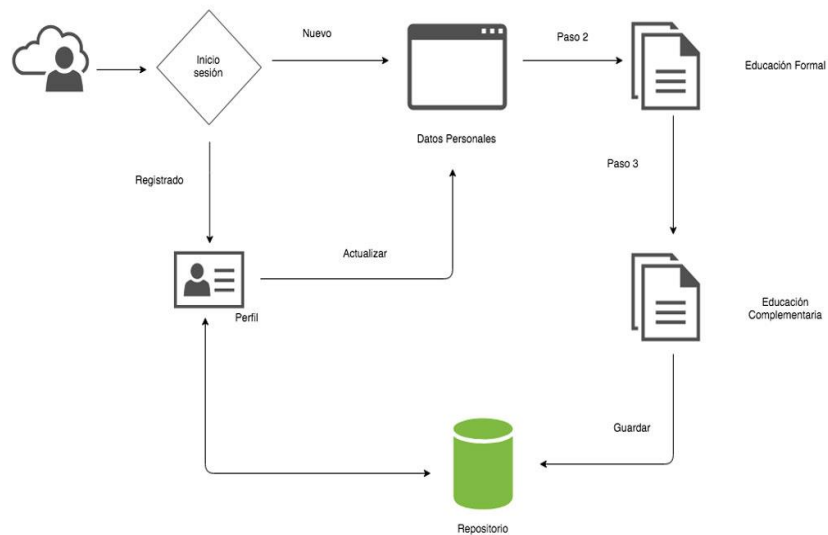 Nuevo
Paso 2
Inicio
sesión
Educación Formal
Datos Personales
Paso 3
Registrado
Actualizar
Perfil
Educación
Complementaria
Guardar
Repositorio